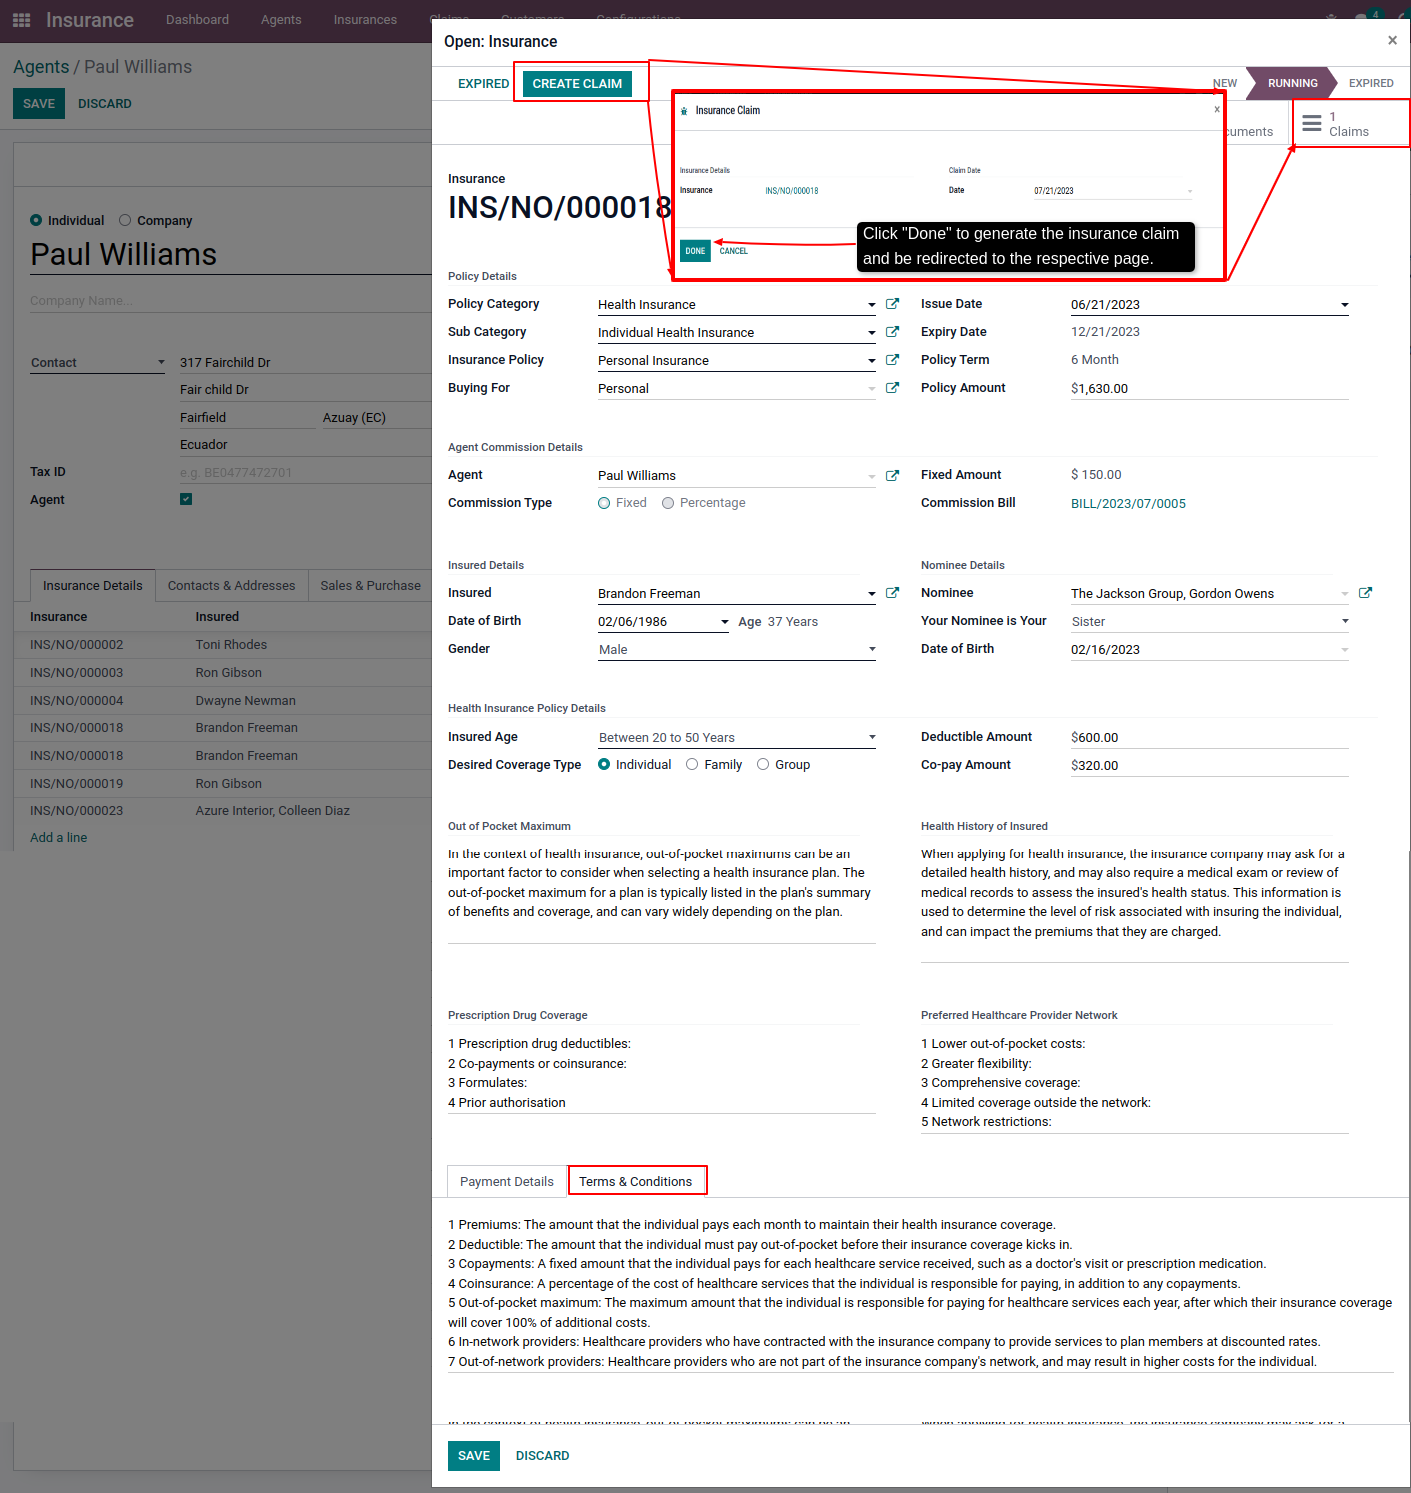 Insurance
Dashboard
Agents
Insurances
Claims
Customers
Configurations
4
Agents / Paul Williams
SAVE
DISCARD
Individual
Company
Paul Williams
Company Name...
Contact
317 Fairchild Dr
Fair child Dr
Fairfield
Azuay (EC)
Ecuador
Tax ID
e.g. BE0477472701
Agent
Insurance Details
Contacts & Addresses
Sales & Purchase
Insurance Insured
INS/NO/000002 Toni Rhodes
INS/NO/000003 Ron Gibson
INS/NO/000004 Dwayne Newman
INS/NO/000018 Brandon Freeman
INS/NO/000018 Brandon Freeman
INS/NO/000019 Ron Gibson
INS/NO/000023 Azure Interior, Colleen Diaz
Add a line
Open: Insurance
×
EXPIRED
CREATE CLAIM
NEW
RUNNING
EXPIRED
cuments
1
Claims
Insurance Claim
×
Insurance Details
Insurance INS/NO/000018
Claim Date
Date 07/21/2023
DONE
CANCEL
Click "Done" to generate the insurance claim
and be redirected to the respective page.
Insurance
INS/NO/000018
Policy Details
Policy Category Health Insurance
Sub Category Individual Health Insurance
Insurance Policy Personal Insurance
Buying For Personal
Issue Date 06/21/2023
Expiry Date 12/21/2023
Policy Term 6 Month
Policy Amount $1,630.00
Agent Commission Details
Agent Paul Williams
Commission Type Fixed Percentage
Fixed Amount $ 150.00
Commission Bill BILL/2023/07/0005
Insured Details
Insured Brandon Freeman
Date of Birth 02/06/1986 Age 37 Years
Gender Male
Nominee Details
Nominee The Jackson Group, Gordon Owens
Your Nominee is Your Sister
Date of Birth 02/16/2023
Health Insurance Policy Details
Insured Age Between 20 to 50 Years
Desired Coverage Type Individual Family Group
Deductible Amount $600.00
Co-pay Amount $320.00
Out of Pocket Maximum
In the context of health insurance, out-of-pocket maximums can be an
important factor to consider when selecting a health insurance plan. The
out-of-pocket maximum for a plan is typically listed in the plan's summary
of benefits and coverage, and can vary widely depending on the plan.
Health History of Insured
When applying for health insurance, the insurance company may ask for a
detailed health history, and may also require a medical exam or review of
medical records to assess the insured's health status. This information is
used to determine the level of risk associated with insuring the individual,
and can impact the premiums that they are charged.
Prescription Drug Coverage
1 Prescription drug deductibles:
2 Co-payments or coinsurance:
3 Formulates:
4 Prior authorisation
Preferred Healthcare Provider Network
1 Lower out-of-pocket costs:
2 Greater flexibility:
3 Comprehensive coverage:
4 Limited coverage outside the network:
5 Network restrictions:
Payment Details
Terms & Conditions
1 Premiums: The amount that the individual pays each month to maintain their health insurance coverage.
2 Deductible: The amount that the individual must pay out-of-pocket before their insurance coverage kicks in.
3 Copayments: A fixed amount that the individual pays for each healthcare service received, such as a doctor's visit or prescription medication.
4 Coinsurance: A percentage of the cost of healthcare services that the individual is responsible for paying, in addition to any copayments.
5 Out-of-pocket maximum: The maximum amount that the individual is responsible for paying for healthcare services each year, after which their insurance coverage
will cover 100% of additional costs.
6 In-network providers: Healthcare providers who have contracted with the insurance company to provide services to plan members at discounted rates.
7 Out-of-network providers: Healthcare providers who are not part of the insurance company's network, and may result in higher costs for the individual.
In the context of health insurance, out-of-pocket maximums can be an
When applying for health insurance, the insurance company may ask for a
SAVE
DISCARD